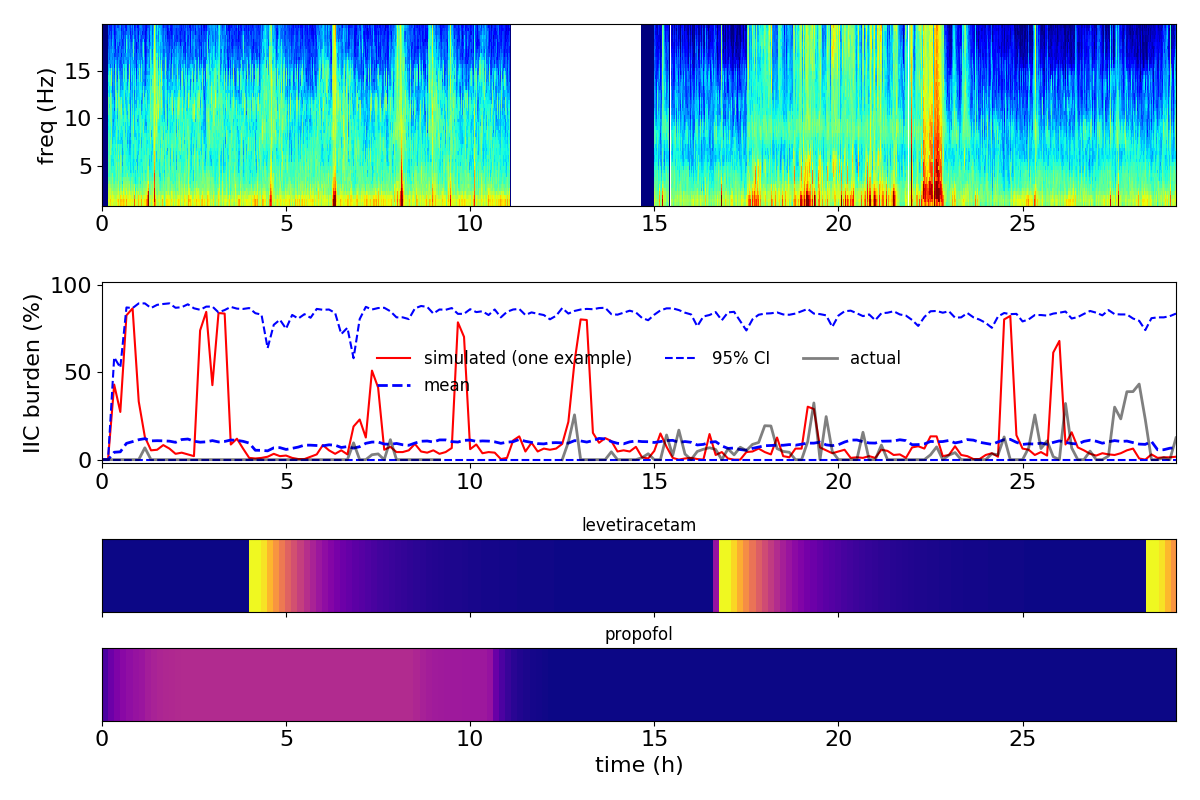 freq (Hz)
15
10
5
0 5 10 15 20 25
IIC burden (%)
100
50
0
simulated (one example) 95% CI actual
mean
0 5 10 15 20 25
levetiracetam
propofol
0 5 10 15 20 25
time (h)